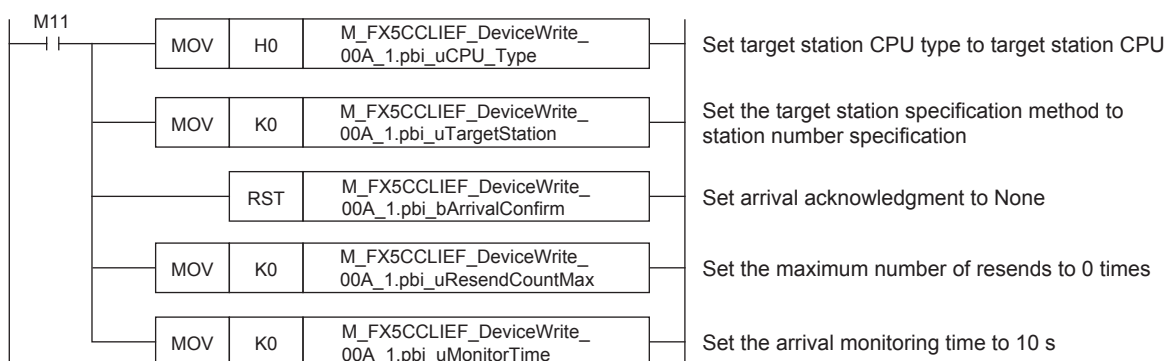 M11
MOV H0 M_FX5CCLIEF_DeviceWrite_
00A_1.pbi_uCPU_Type
Set target station CPU type to target station CPU
MOV K0 M_FX5CCLIEF_DeviceWrite_
00A_1.pbi_uTargetStation
Set the target station specification method to
station number specification
RST M_FX5CCLIEF_DeviceWrite_
00A_1.pbi_bArrivalConfirm
Set arrival acknowledgment to None
MOV K0 M_FX5CCLIEF_DeviceWrite_
00A_1.pbi_uResendCountMax
Set the maximum number of resends to 0 times
MOV K0 M_FX5CCLIEF_DeviceWrite_
00A_1.pbi_uMonitorTime
Set the arrival monitoring time to 10 s